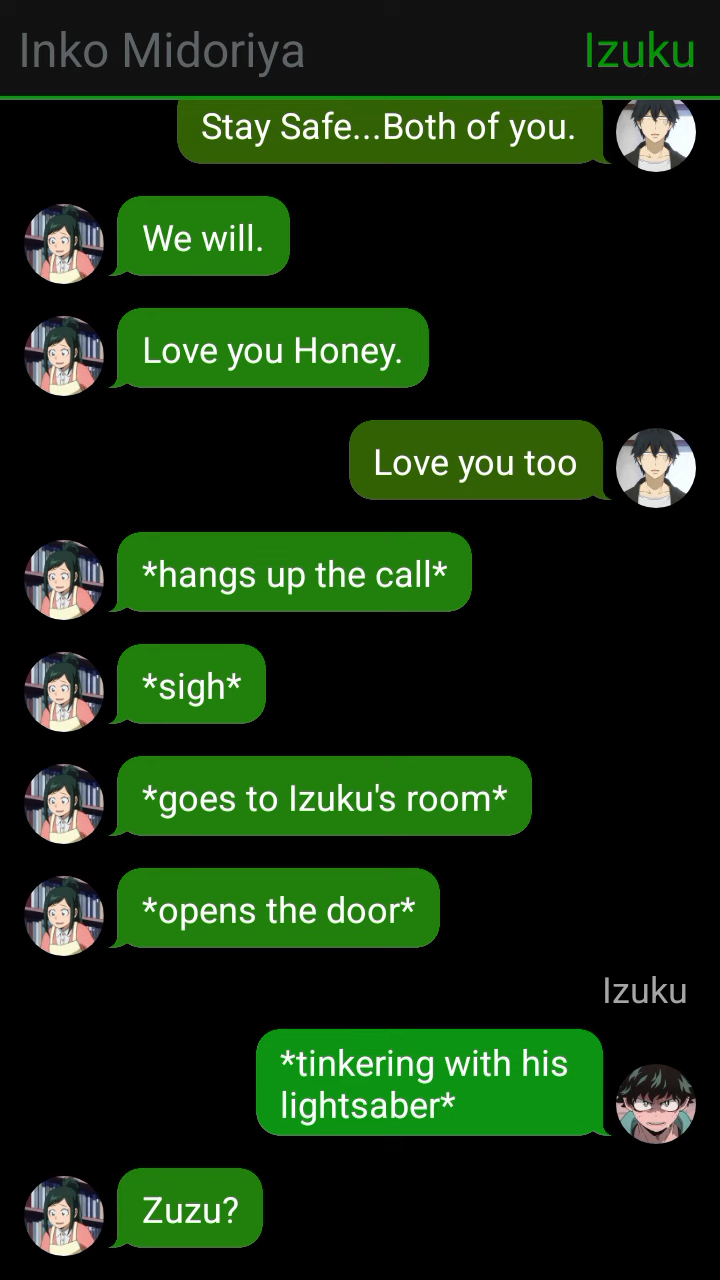 Inko Midoriya
Izuku
Stay Safe...Both of you.
We will.
Love you Honey.
Love you too
*hangs up the call*
*sigh*
*goes to Izuku's room*
*opens the door*
Izuku
*tinkering with his
lightsaber*
Zuzu?